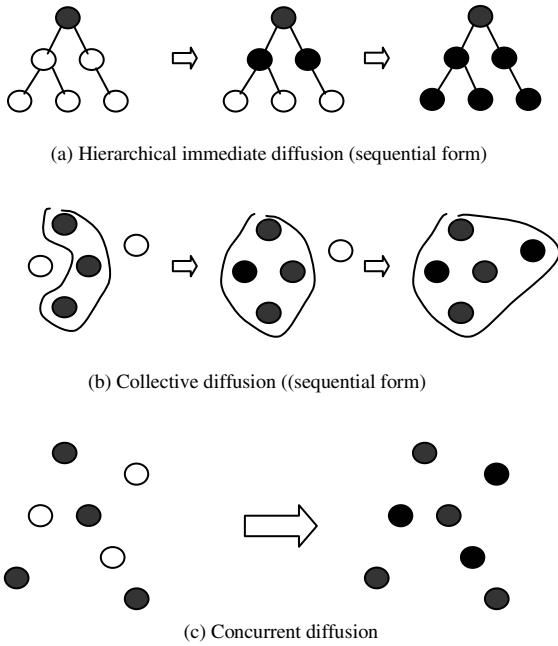 (a) Hierarchical immediate diffusion (sequential form)
(b) Collective diffusion ((sequential form)
(c) Concurrent diffusion